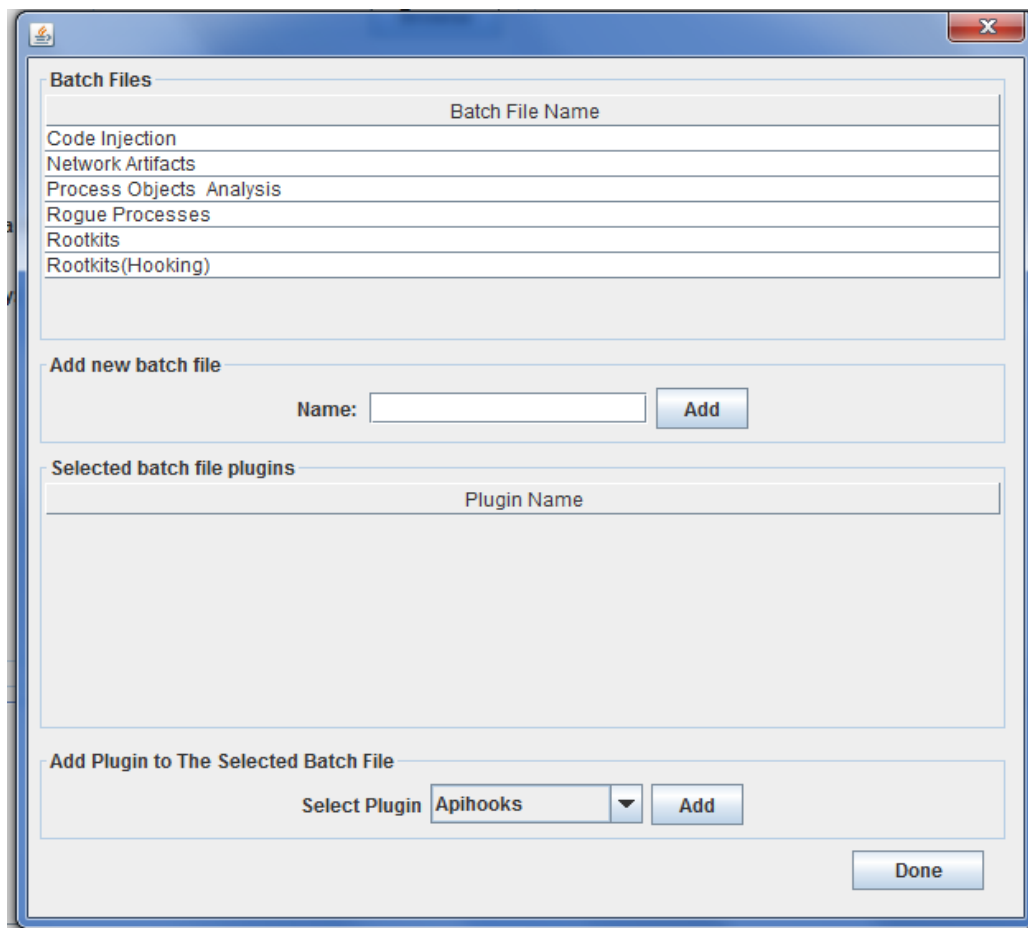 Batch Files
Batch File Name
Code Injection
Network Artifacts
Process Objects  Analysis
Rogue Processes
Rootkits
Rootkits(Hooking)
Add new batch file
Name: Add
Selected batch file plugins
Plugin Name
Add Plugin to The Selected Batch File
Select Plugin Apihooks Add
Done